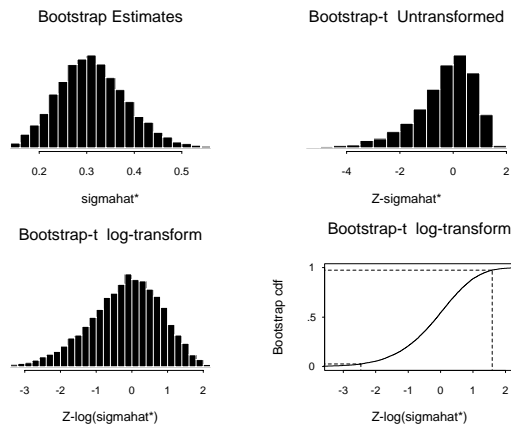 Bootstrap Estimates
0.2 0.3 0.4 0.5
sigmahat*
Bootstrap-t Untransformed
-4 -2 0 2
Z-sigmahat*
Bootstrap-t log-transform
-3 -2 -1 0 1 2
Z-log(sigmahat*)
Bootstrap-t log-transform
Bootstrap cdf
1
.5
0
-3 -2 -1 0 1 2
Z-log(sigmahat*)